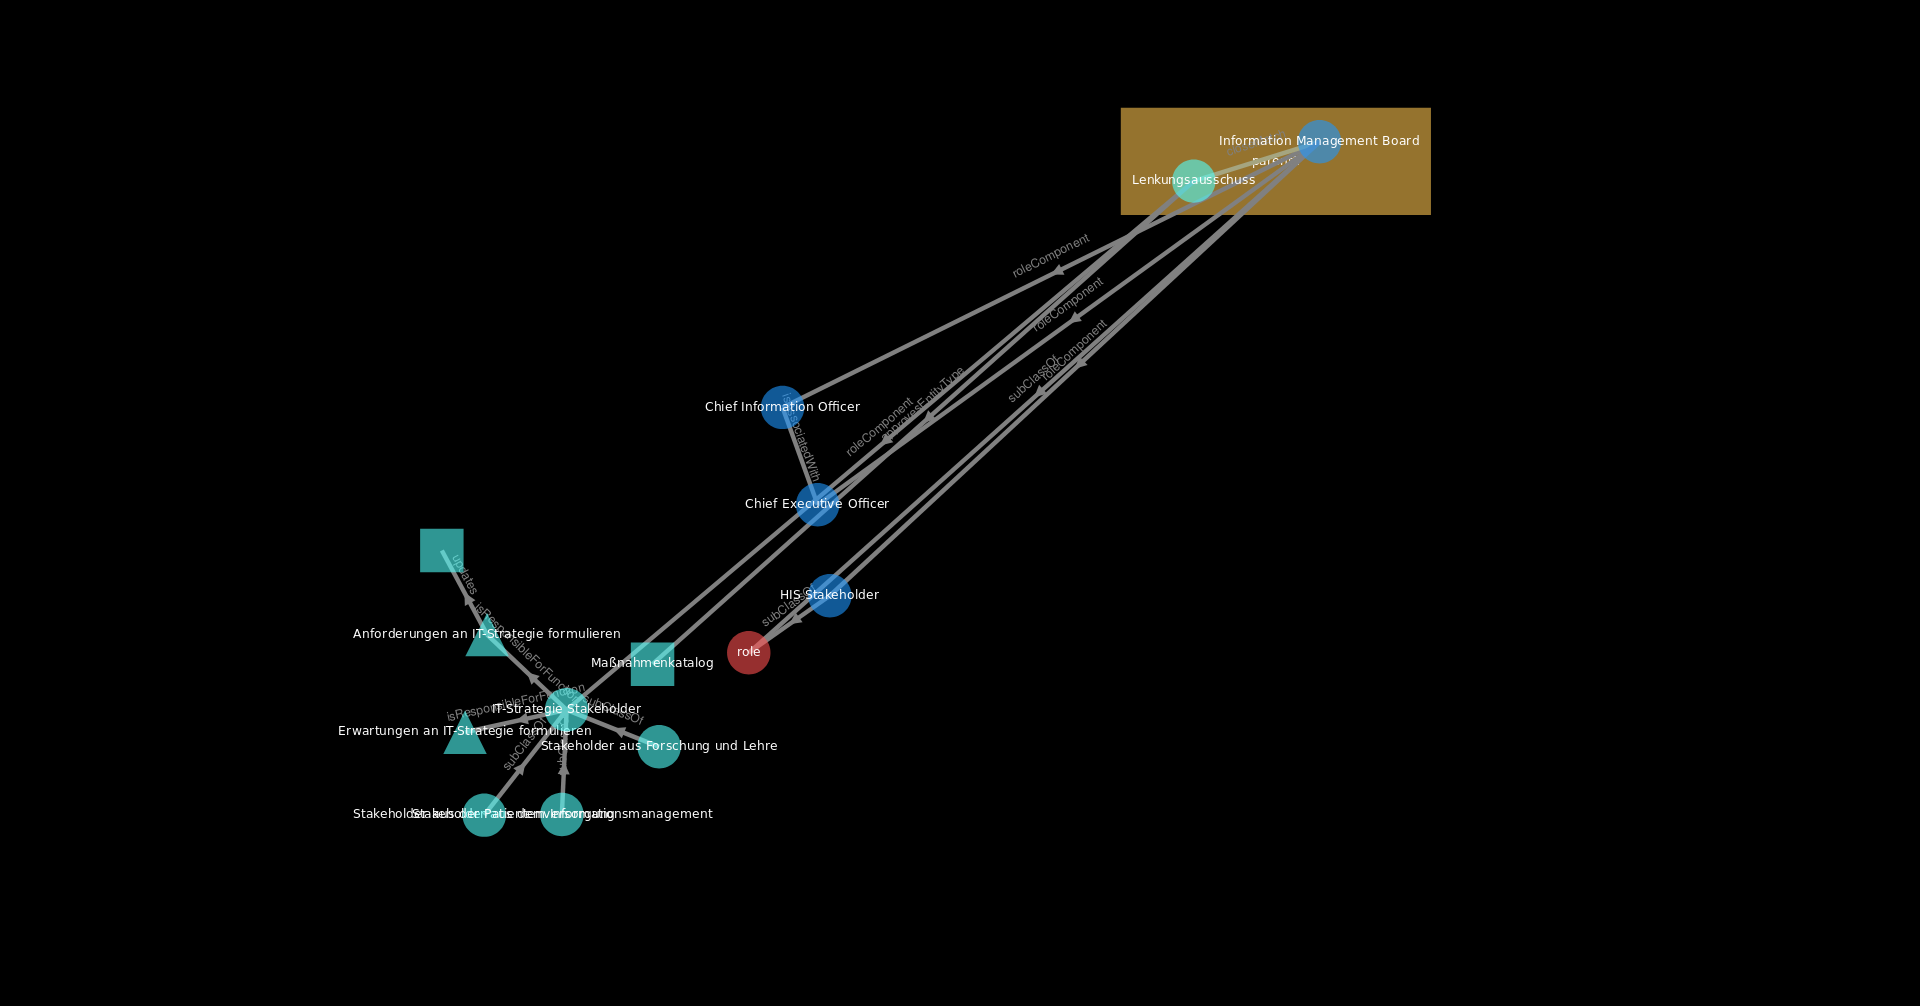 Information Management Board
parent
Lenkungsausschuss
roleComponent
roleComponent
roleComponent
subClassOf
approvesEntityType
roleComponent
Chief Information Officer
isAssociatedWith
Chief Executive Officer
updates
HIS Stakeholder
subClassOf
isResponsibleForFunction
Anforderungen an IT-Strategie formulieren
role
Maßnahmenkatalog
isResponsibleForFunction
IT-Strategie Stakeholder
subClassOf
Erwartungen an IT-Strategie formulieren
subClassOf
Stakeholder aus Forschung und Lehre
Stakeholder aus der Patientenversorgung
Stakeholder aus dem Informationsmanagement